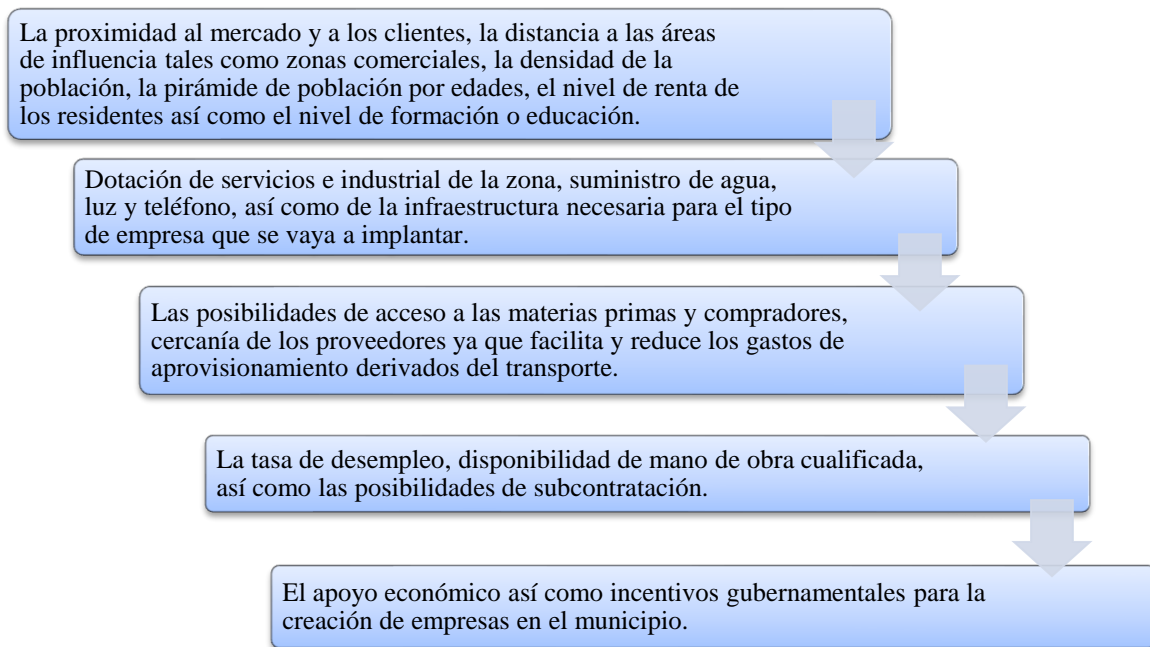 La proximidad al mercado y a los clientes, la distancia a las áreas
de influencia tales como zonas comerciales, la densidad de la
población, la pirámide de población por edades, el nivel de renta de
los residentes así como el nivel de formación o educación.
Dotación de servicios e industrial de la zona, suministro de agua,
luz y teléfono, así como de la infraestructura necesaria para el tipo
de empresa que se vaya a implantar.
Las posibilidades de acceso a las materias primas y compradores,
cercanía de los proveedores ya que facilita y reduce los gastos de
aprovisionamiento derivados del transporte.
La tasa de desempleo, disponibilidad de mano de obra cualificada,
así como las posibilidades de subcontratación.
El apoyo económico así como incentivos gubernamentales para la
creación de empresas en el municipio.